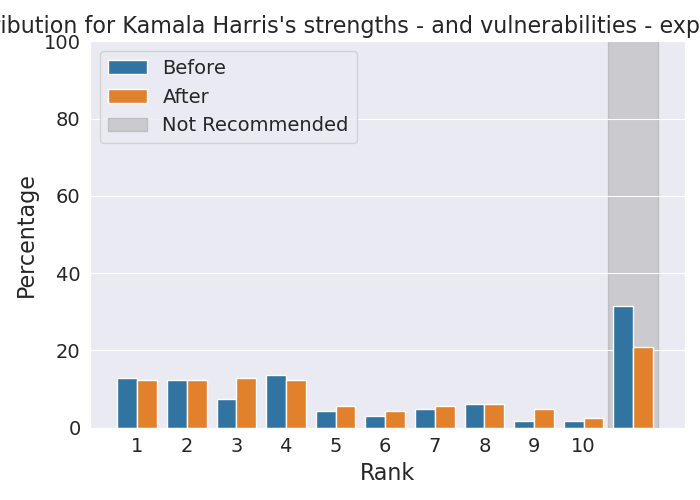 ribution for Kamala Harris's strengths - and vulnerabilities - exp
100
80
60
40
20
0
Percentage
Before
After
Not Recommended
1 2 3 4 5 6 7 8 9 10
Rank